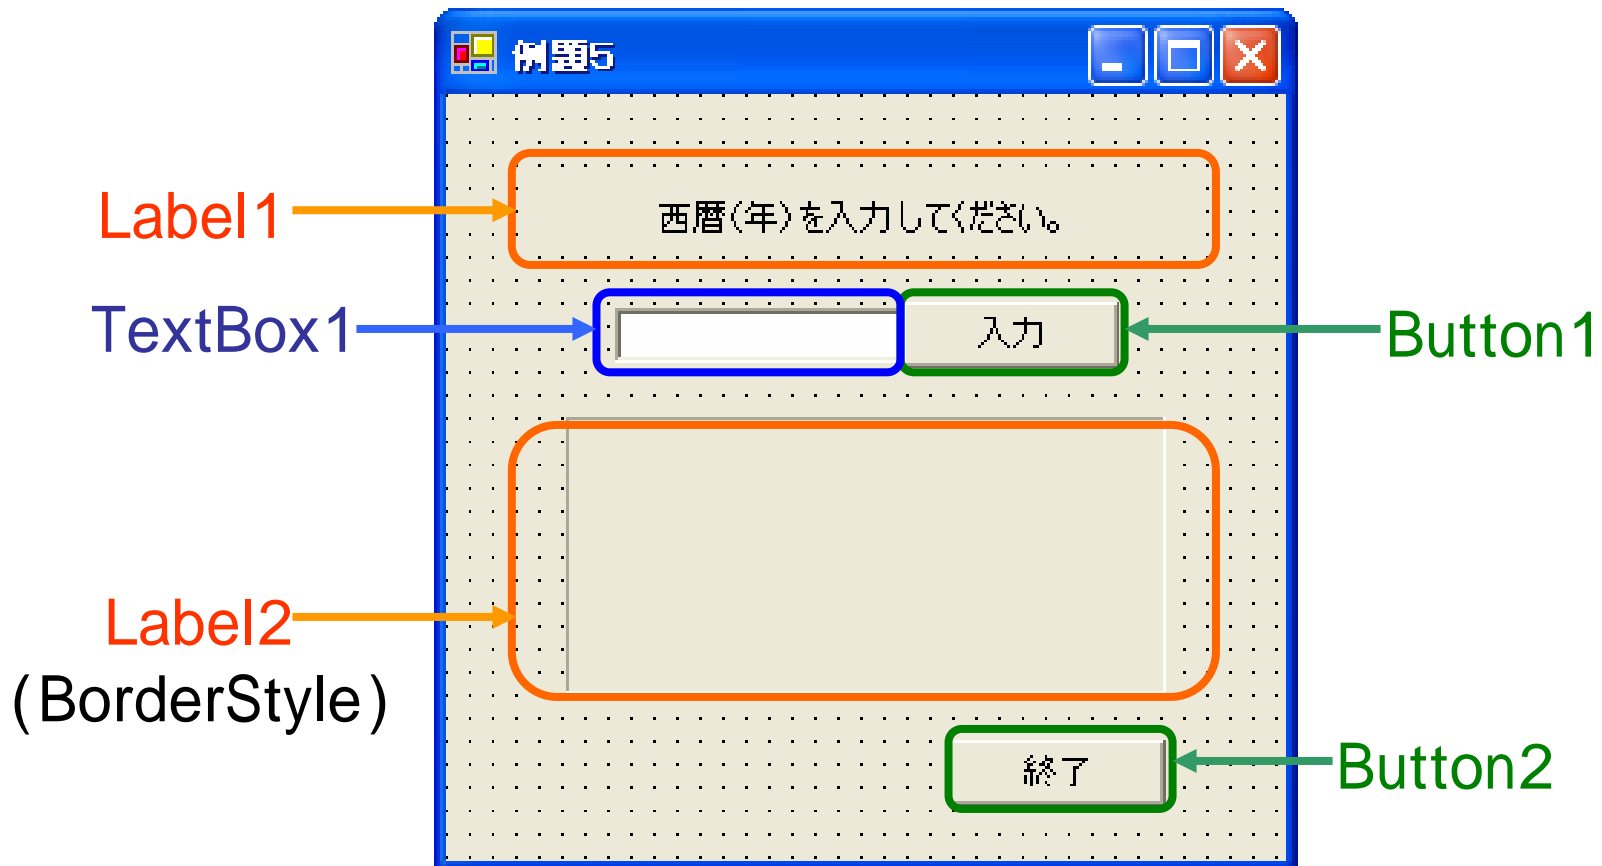 例題5
Label1
西暦(年)を入力してください。
TextBox1
入力
Button1
Label2
(BorderStyle)
終了
Button2